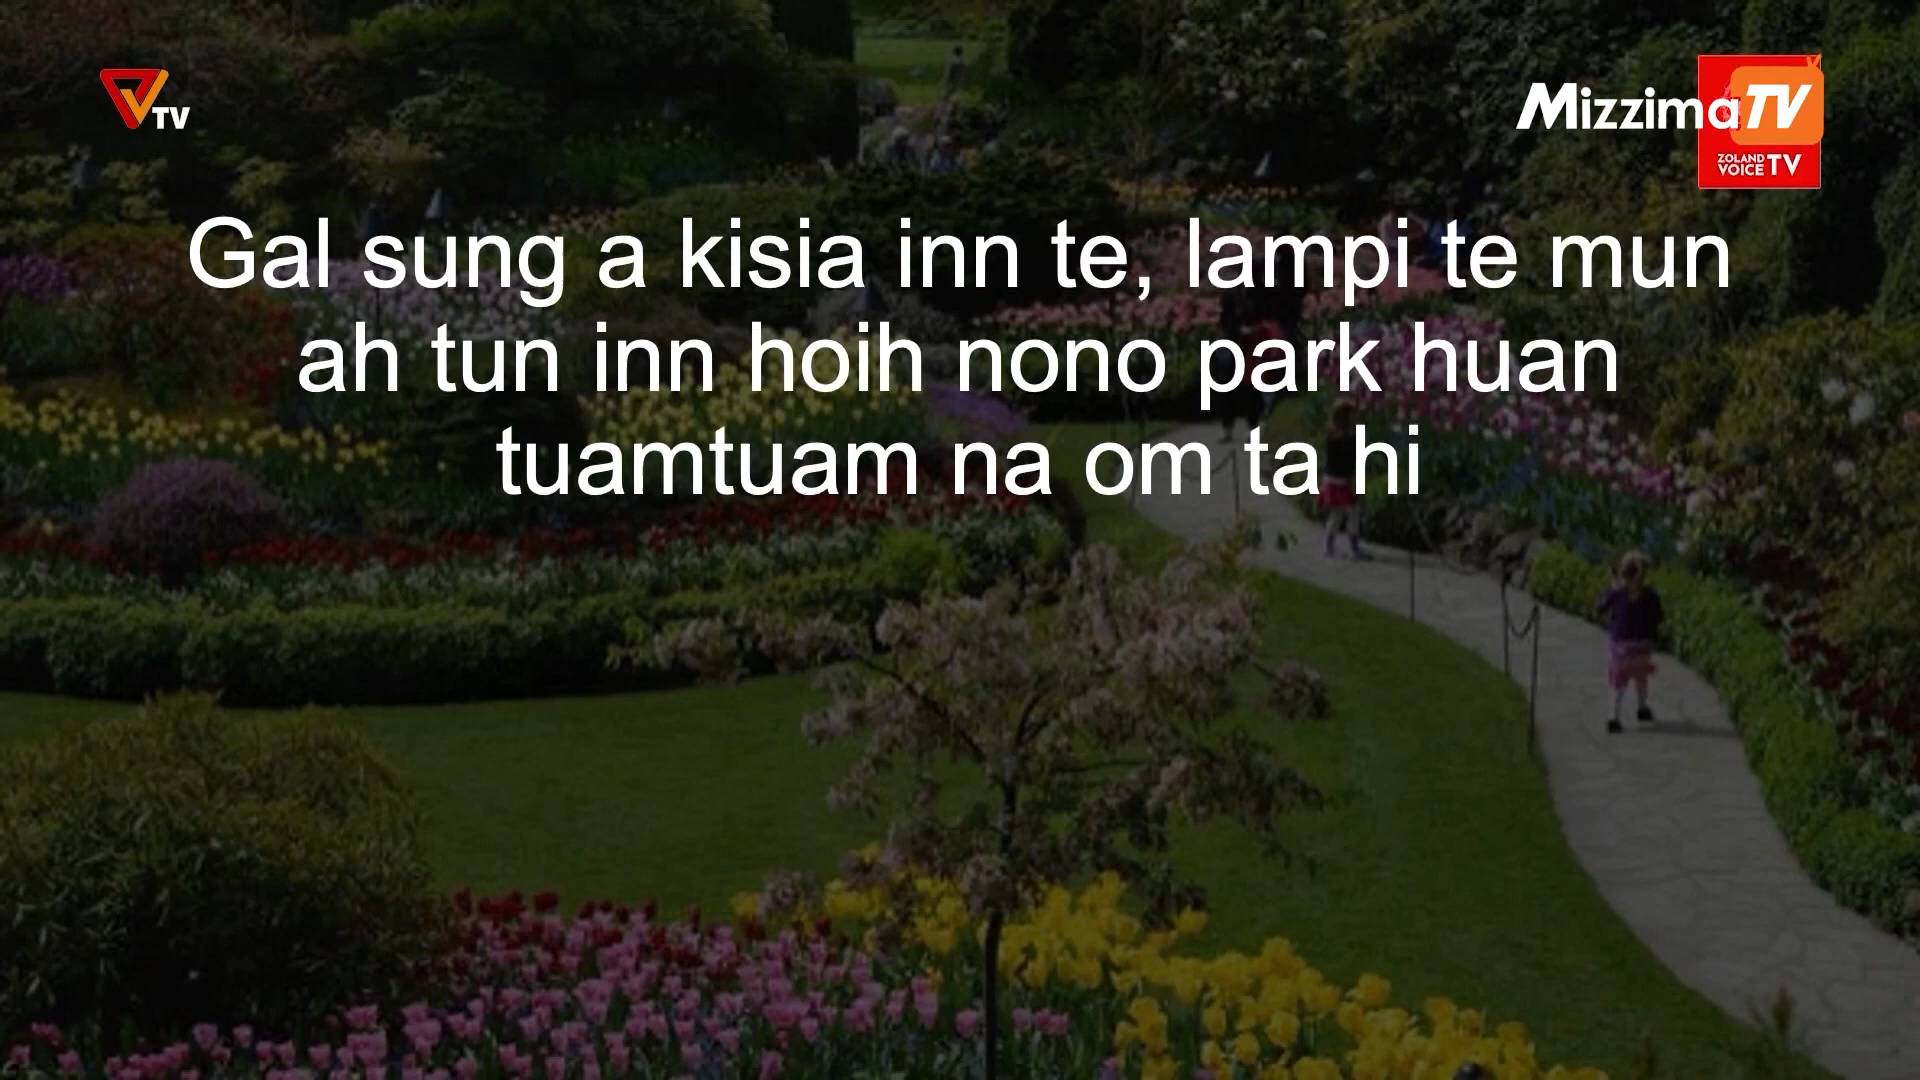 TV
MizzimaTV
ZOLAND
VOICE TV
Gal sung a kisia inn te, lampi te mun
ah tun inn hoih nono park huan
tuamtuam na om ta hi